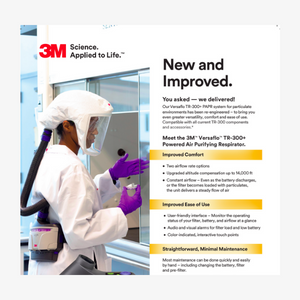 3M
Science.
Applied to Life.™
New and
Improved.
You asked — we delivered!
Our Versaflo TR-300+ PAPR system for particulate
environments has been re-engineered – to bring you
even greater versatility, comfort and ease of use.
Compatible with all current TR-300 components
and accessories.
Meet the 3M™ Versaflo™ TR-300+
Powered Air Purifying Respirator.
Improved Comfort
• Two airflow rate options
• Upgraded altitude compensation up to 16,000 ft
• Constant airflow – Even as the battery discharges,
or the filter becomes loaded with particulates,
the unit delivers a steady flow of air
Improved Ease of Use
• User-friendly interface – Monitor the operating
status of your filter, battery, and airflow at a glance
• Audio and visual alarms for filter load and low battery
• Color-indicated, interactive touch points
Straightforward, Minimal Maintenance
Most maintenance can be done quickly and easily
by hand – including changing the battery, filter
and pre-filter.